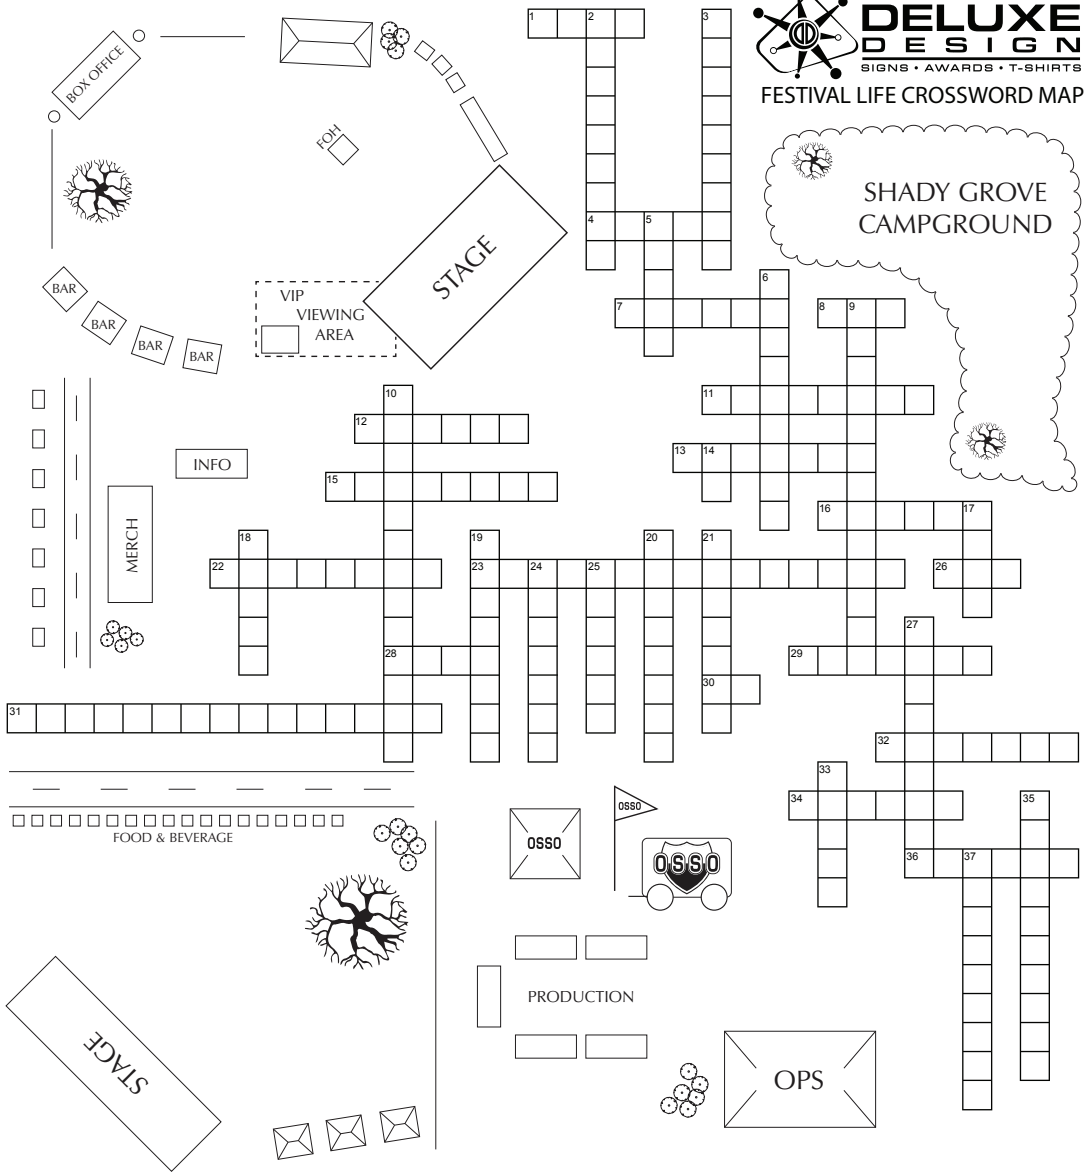 DELUXE
DESIGN
SIGNS • AWARDS • T-SHIRTS
FESTIVAL LIFE CROSSWORD MAP
1
2
3
BOX OFFICE
FOH
SHADY GROVE
CAMPGROUND
STAGE
4
5
6
BAR
BAR
BAR
BAR
VIP
VIEWING
AREA
7
8
9
10
11
12
13
14
INFO
15
MERCH
16
17
18
19
20
21
22
23
24
25
26
27
28
29
30
31
32
33
34
35
FOOD & BEVERAGE
OSSO
OSSO
OSSO
36
37
PRODUCTION
STAGE
OPS